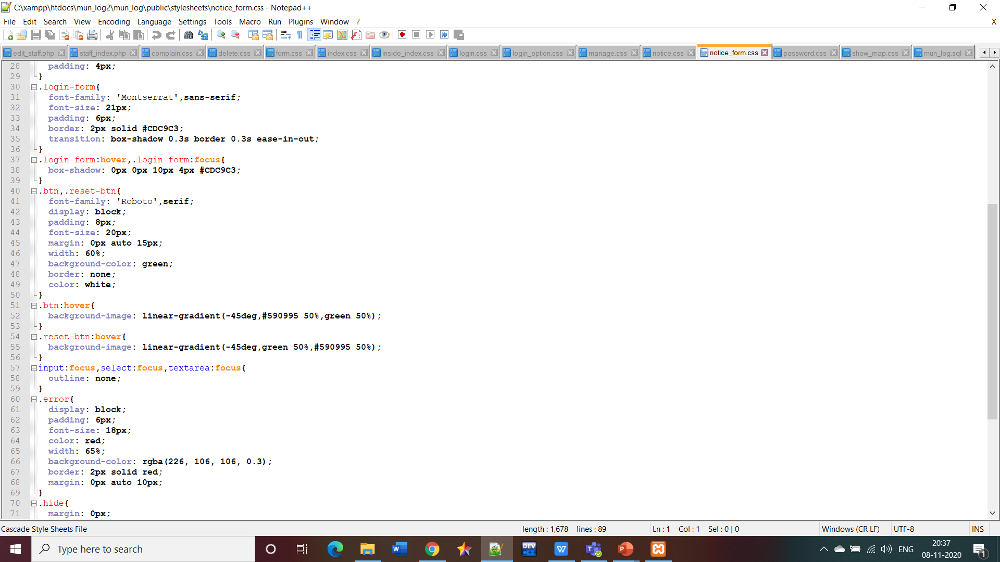 C:\xampp\htdocs\mun_log2\mun_log\public\stylesheets\notice_form.css - Notepad++
File Edit Search View Encoding Language Settings Tools Macro Run Plugins Window ? X
edit_staff.php staff_index.php complain.css delete.css form.css index.css inside_index.css login.css login_option.css manage.css notice.css notice_form.css password.css show_map.css mun_log.sql
28 padding: 4px;
29 }
30 .login-form{
31 font-family: 'Montserrat',sans-serif;
32 font-size: 21px;
33 padding: 6px;
34 border: 2px solid #CDC9C3;
35 transition: box-shadow 0.3s border 0.3s ease-in-out;
36 }
37 .login-form:hover,.login-form:focus{
38 box-shadow: 0px 0px 10px 4px #CDC9C3;
39 }
40 .btn,.reset-btn{
41 font-family: 'Roboto',serif;
42 display: block;
43 padding: 8px;
44 font-size: 20px;
45 margin: 0px auto 15px;
46 width: 60%;
47 background-color: green;
48 border: none;
49 color: white;
50 }
51 .btn:hover{
52 background-image: linear-gradient(-45deg,#590995 50%,green 50%);
53 }
54 .reset-btn:hover{
55 background-image: linear-gradient(-45deg,green 50%,#590995 50%);
56 }
57 input:focus,select:focus,textarea:focus{
58 outline: none;
59 }
60 .error{
61 display: block;
62 padding: 6px;
63 font-size: 18px;
64 color: red;
65 width: 65%;
66 background-color: rgba(226, 106, 106, 0.3);
67 border: 2px solid red;
68 margin: 0px auto 10px;
69 }
70 .hide{
71 margin: 0px;
Cascade Style Sheets File length : 1,678 lines : 89 Ln : 1 Col : 1 Sel : 0 | 0 Windows (CR LF) UTF-8 INS
Type here to search
DEV C++
ENG
20:37
08-11-2020
1